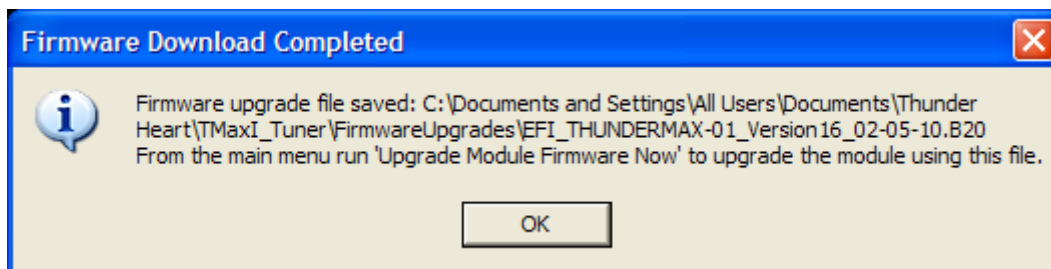 Firmware Download Completed
Firmware upgrade file saved: C:\Documents and Settings\All Users\Documents\Thunder
Heart\TMaxI_Tuner\FirmwareUpgrades\EFI_THUNDERMAX-01_Version16_02-05-10.B20
From the main menu run 'Upgrade Module Firmware Now' to upgrade the module using this file.
OK